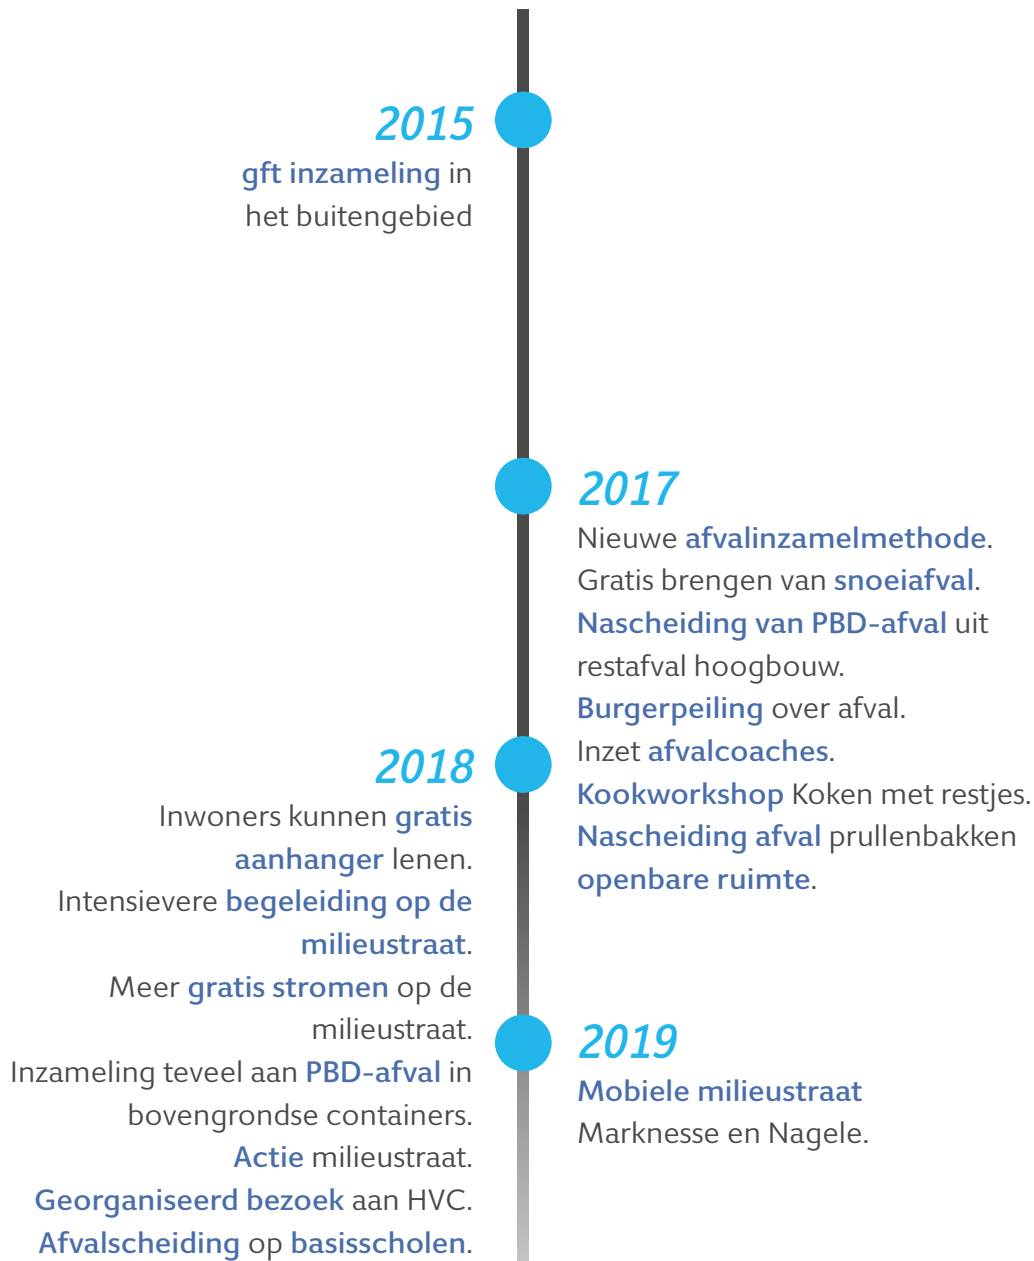 2015
gft inzameling in
het buitengebied
2017
Nieuwe afvalinzamelmethode.
Gratis brengen van snoeiafval.
Nascheiding van PBD-afval uit
restafval hoogbouw.
Burgerpeiling over afval.
Inzet afvalcoaches.
Kookworkshop Koken met restjes.
Nascheiding afval prullenbakken
openbare ruimte.
2018
Inwoners kunnen gratis
aanhanger lenen.
Intensievere begeleiding op de
milieustraat.
Meer gratis stromen op de
milieustraat.
Inzameling teveel aan PBD-afval in
bovengrondse containers.
Actie milieustraat.
Georganiseerd bezoek aan HVC.
Afvalscheiding op basisscholen.
2019
Mobiele milieustraat
Marknesse en Nagele.